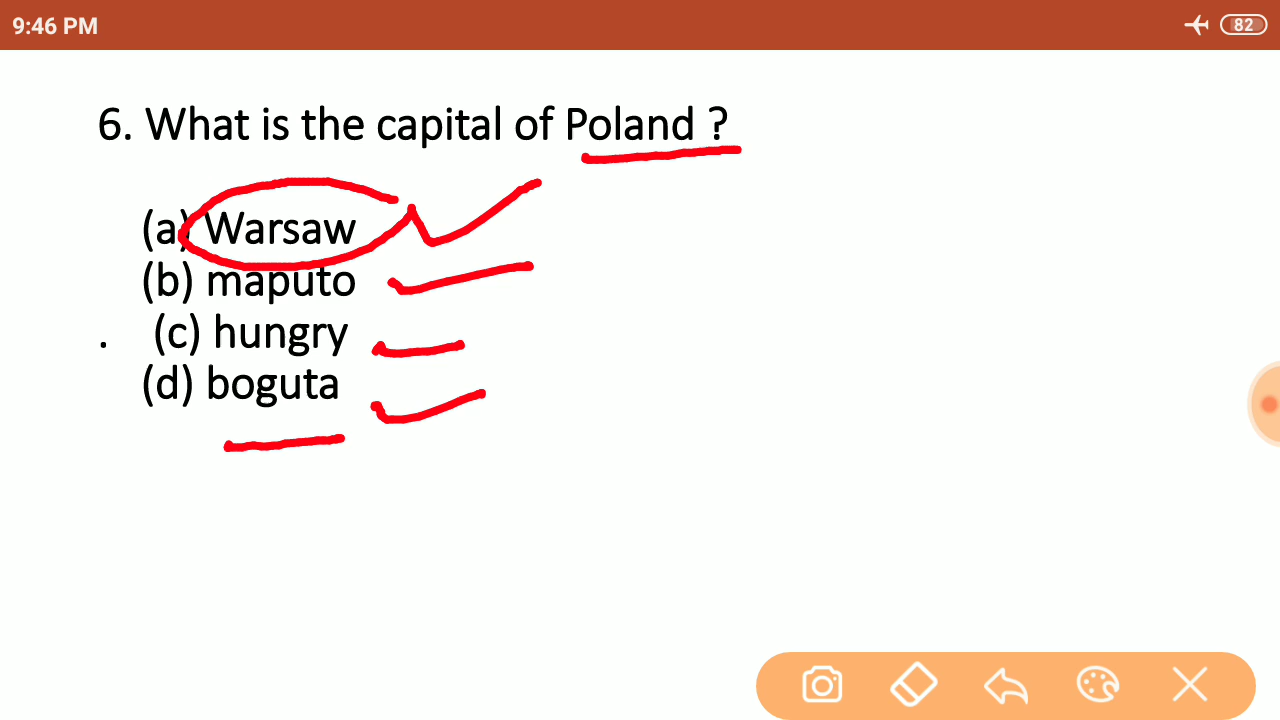 9:46 PM 82
6. What is the capital of Poland ?
(a) Warsaw
(b) maputo
. (c) hungry
(d) boguta